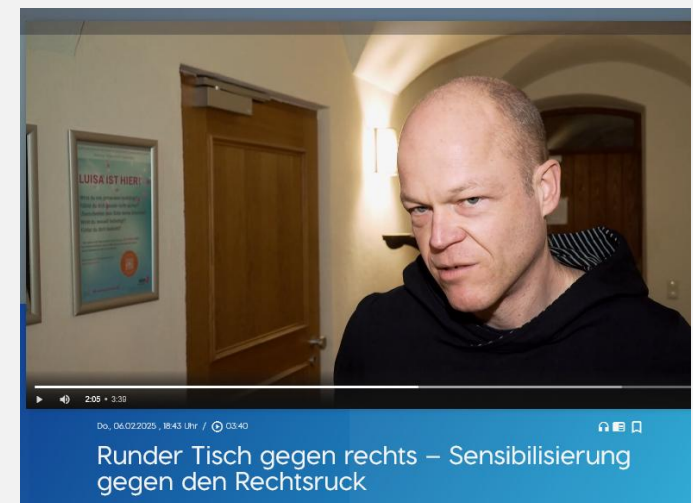 LUISA IST HIER!
2:05 • 3:39
Do., 06.02.2025 , 18:43 Uhr / 03:40
Runder Tisch gegen rechts – Sensibilisierung
gegen den Rechtsruck